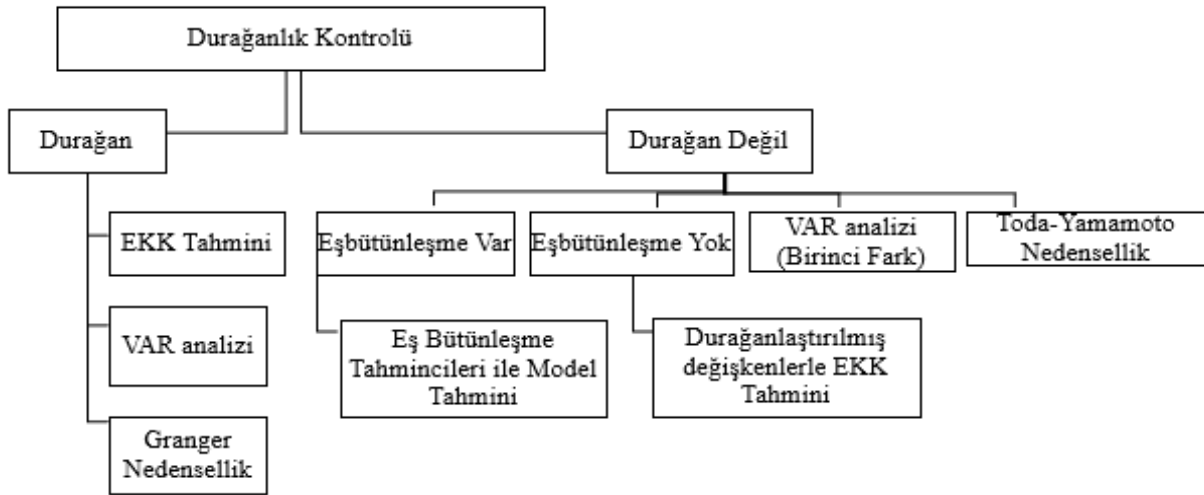 Durağanlık Kontrolü
Durağan
Durağan Değil
EKK Tahmini
VAR analizi
Granger
Nedensellik
Eşbütünleşme Var
Eşbütünleşme Yok
VAR analizi
(Birinci Fark)
Toda-Yamamoto
Nedensellik
Eş Bütünleşme
Tahmincileri ile Model
Tahmini
Durağanlaştırılmış
değişkenlerle EKK
Tahmini